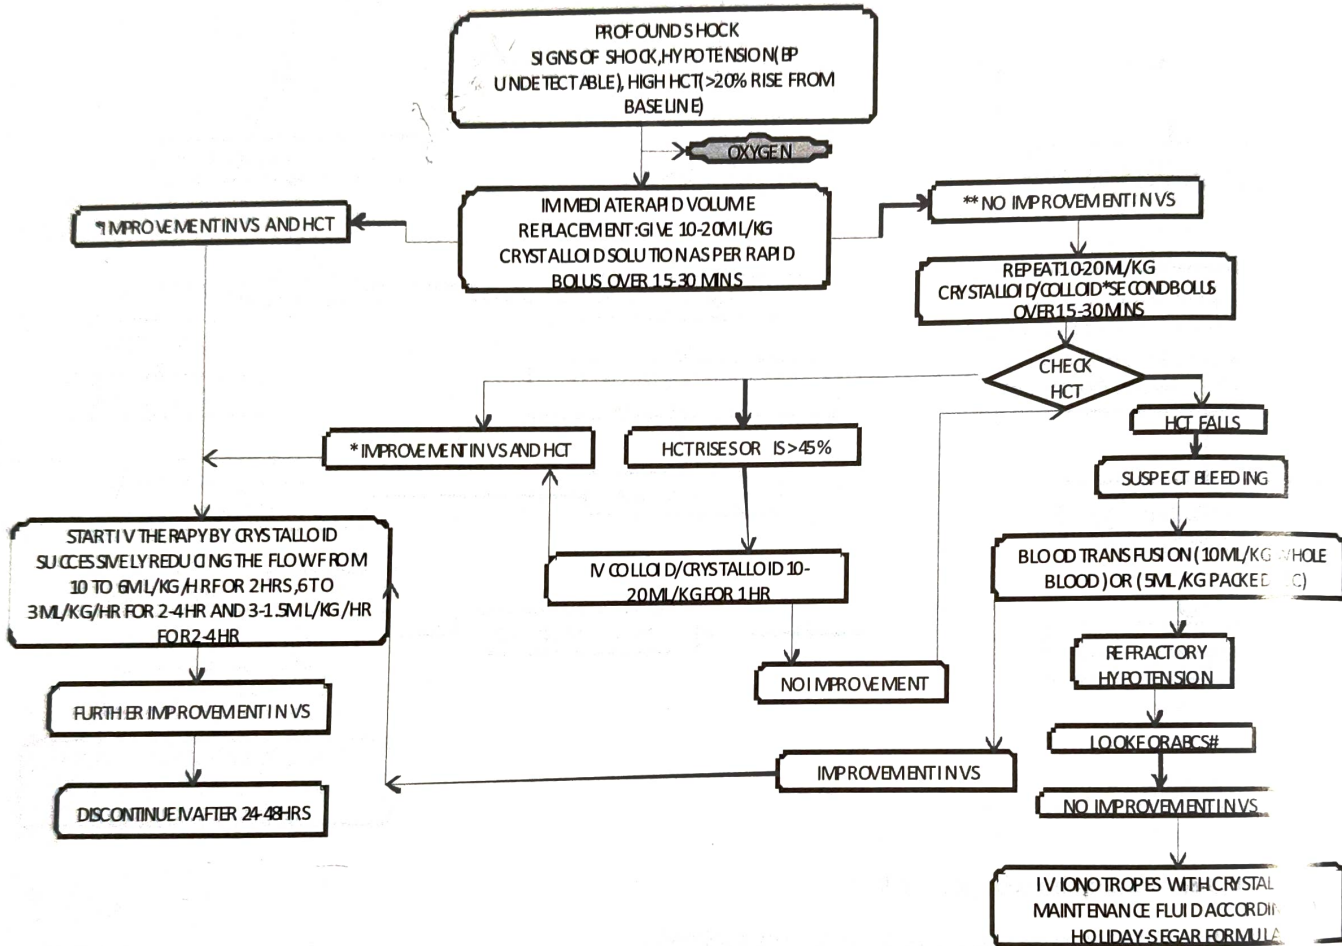 PROFOUND SHOCK
SIGNS OF SHOCK,HYPOTENSION(BP
UNDETECTABLE), HIGH HCT(>20% RISE FROM
BASELINE)
OXYGEN
IMMEDIATE RAPID VOLUME
REPLACEMENT:GIVE 10-20ML/KG
CRYSTALLOID SOLUTION AS PER RAPID
BOLUS OVER 15-30 MINS
*IMPROVEMENT IN VS AND HCT
** NO IMPROVEMENT IN VS
REPEAT 10-20ML/KG
CRYSTALLOID/COLLOID*SECOND BOLUS
OVER 15-30 MINS
CHECK
HCT
HCT FALLS
* IMPROVEMENT IN VS AND HCT
HCT RISES OR IS >45%
SUSPECT BLEEDING
START IV THERAPY BY CRYSTALLOID
SUCCESSIVELY REDUCING THE FLOW FROM
10 TO 6ML/KG/HR FOR 2HRS,6 TO
3ML/KG/HR FOR 2-4HR AND 3-1.5ML/KG/HR
FOR 2-4 HR
IV COLLOID/CRYSTALLOID 10-
20ML/KG FOR 1HR
BLOOD TRANSFUSION (10ML/KG WHOLE
BLOOD) OR (5ML/KG PACKED C)
REFRACTORY
HYPOTENSION
NO IMPROVEMENT
FURTHER IMPROVEMENT IN VS
LOOK FOR ABCS#
IMPROVEMENT IN VS
NO IMPROVEMENT IN VS
DISCONTINUE IV AFTER 24-48HRS
IV IONOTROPES WITH CRYSTAL
MAINTENANCE FLUID ACCORDIN
HOLIDAY-SEGAR FORMULA